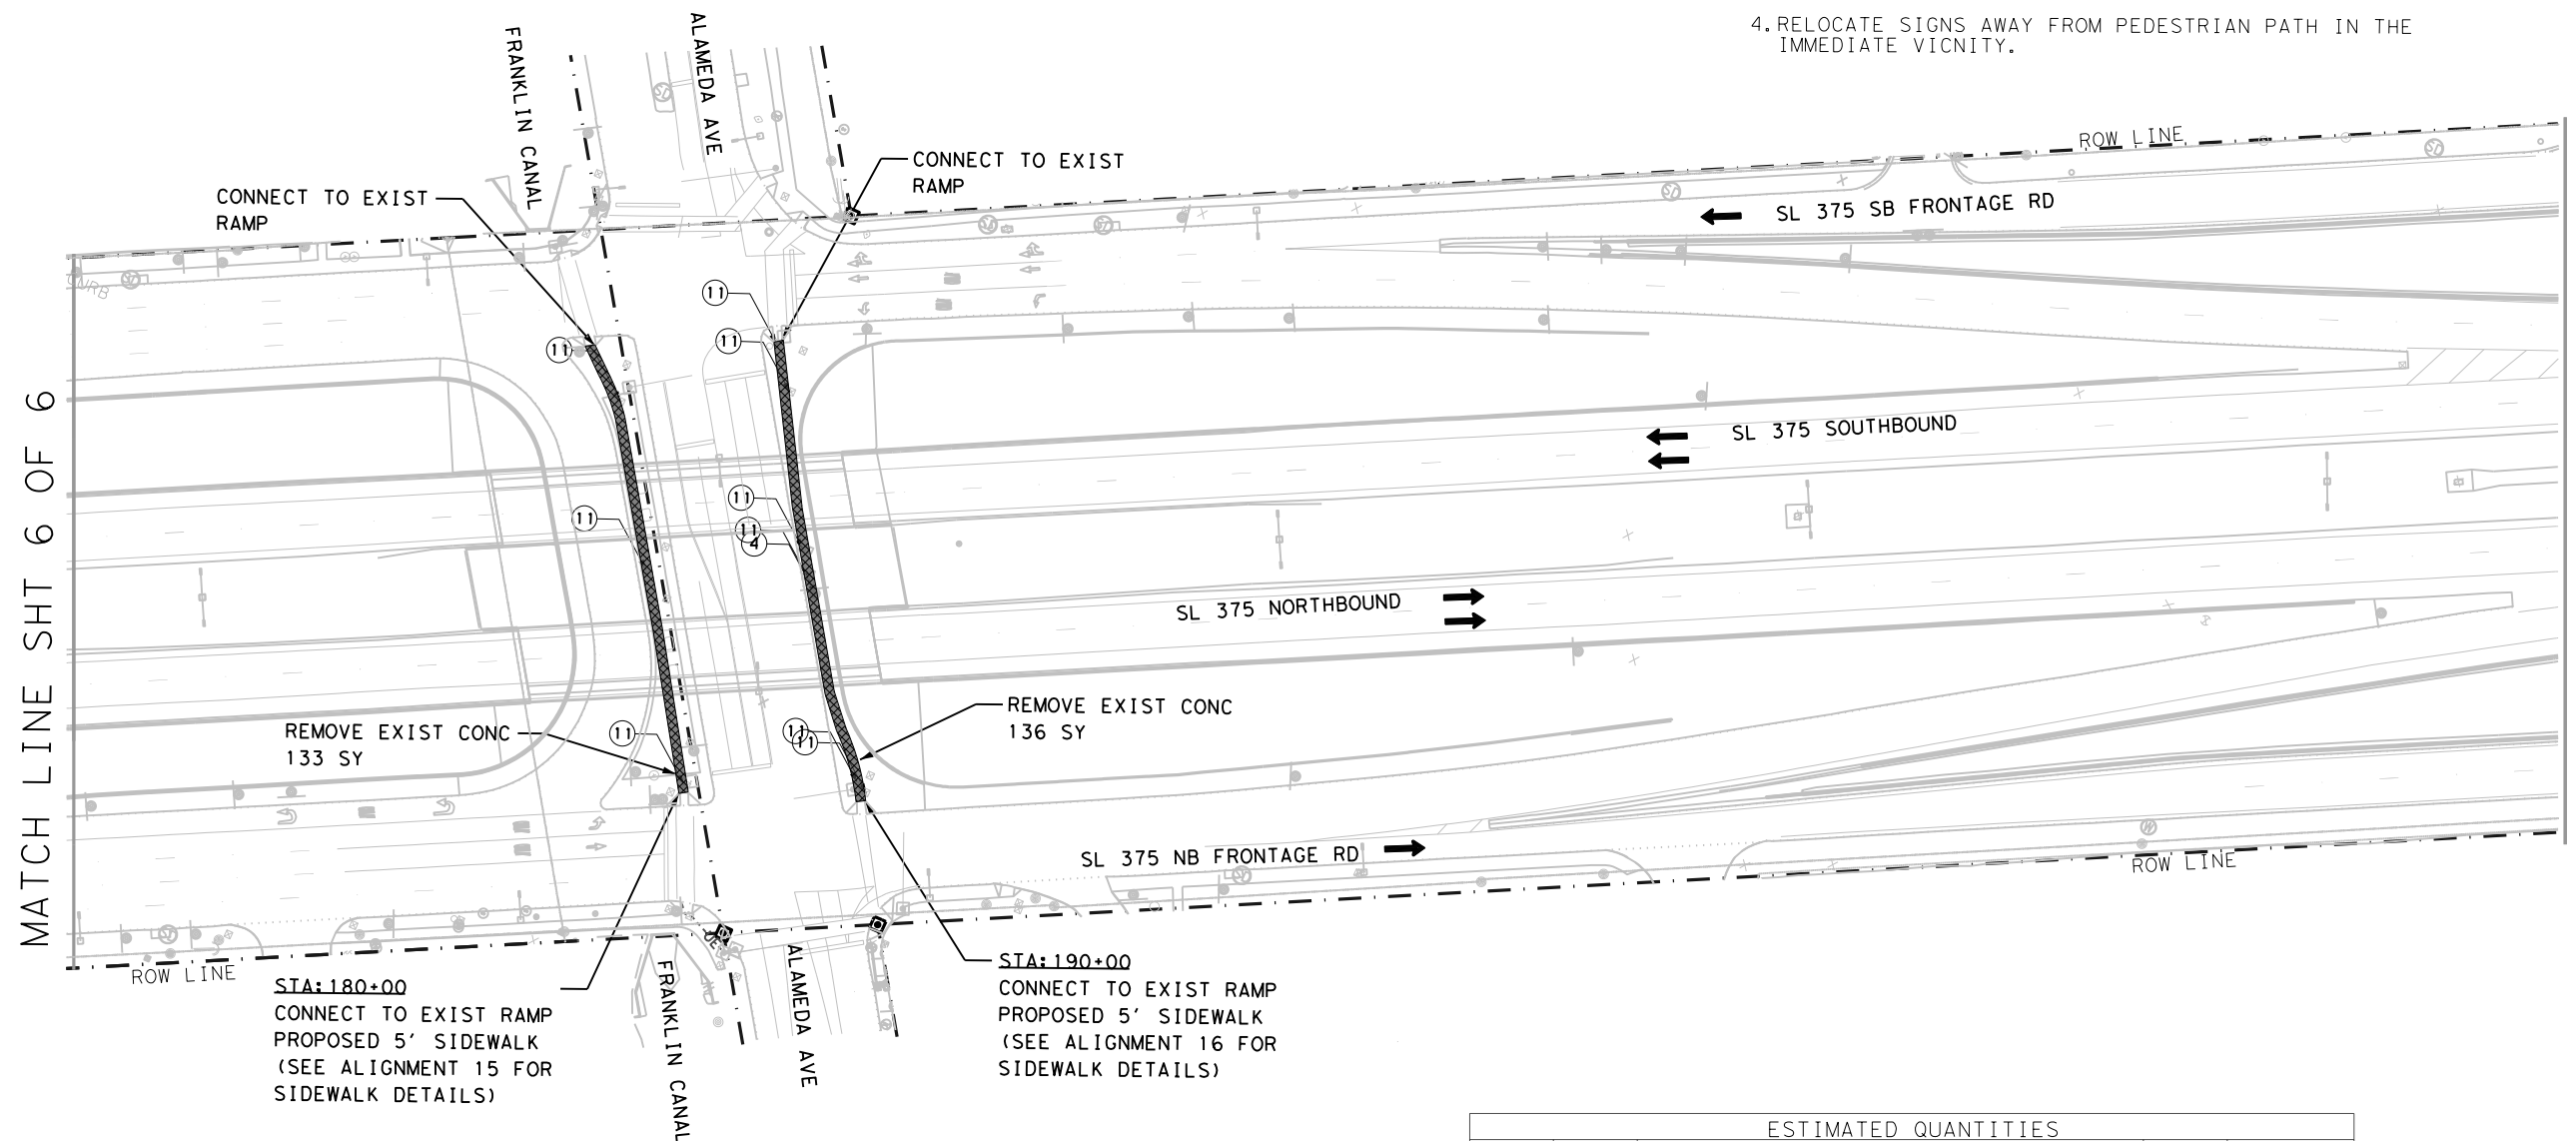 4. RELOCATE SIGNS AWAY FROM PEDESTRIAN PATH IN THE
IMMEDIATE VICNITY.
FRANKLIN CANAL
ALAMEDA AVE
CONNECT TO EXIST
RAMP
CONNECT TO EXIST
RAMP
ROW LINE
SL 375 SB FRONTAGE RD
11
11
11
MATCH LINE SHT 6 OF 6
SL 375 SOUTHBOUND
11
11
11
4
SL 375 NORTHBOUND
REMOVE EXIST CONC
133 SY
11
11
11
REMOVE EXIST CONC
136 SY
SL 375 NB FRONTAGE RD
ROW LINE
ROW LINE
STA:180+00
CONNECT TO EXIST RAMP
PROPOSED 5' SIDEWALK
(SEE ALIGNMENT 15 FOR
SIDEWALK DETAILS)
FRANKLIN CANAL
ALAMEDA AVE
STA:190+00
CONNECT TO EXIST RAMP
PROPOSED 5' SIDEWALK
(SEE ALIGNMENT 16 FOR
SIDEWALK DETAILS)
ESTIMATED QUANTITIES